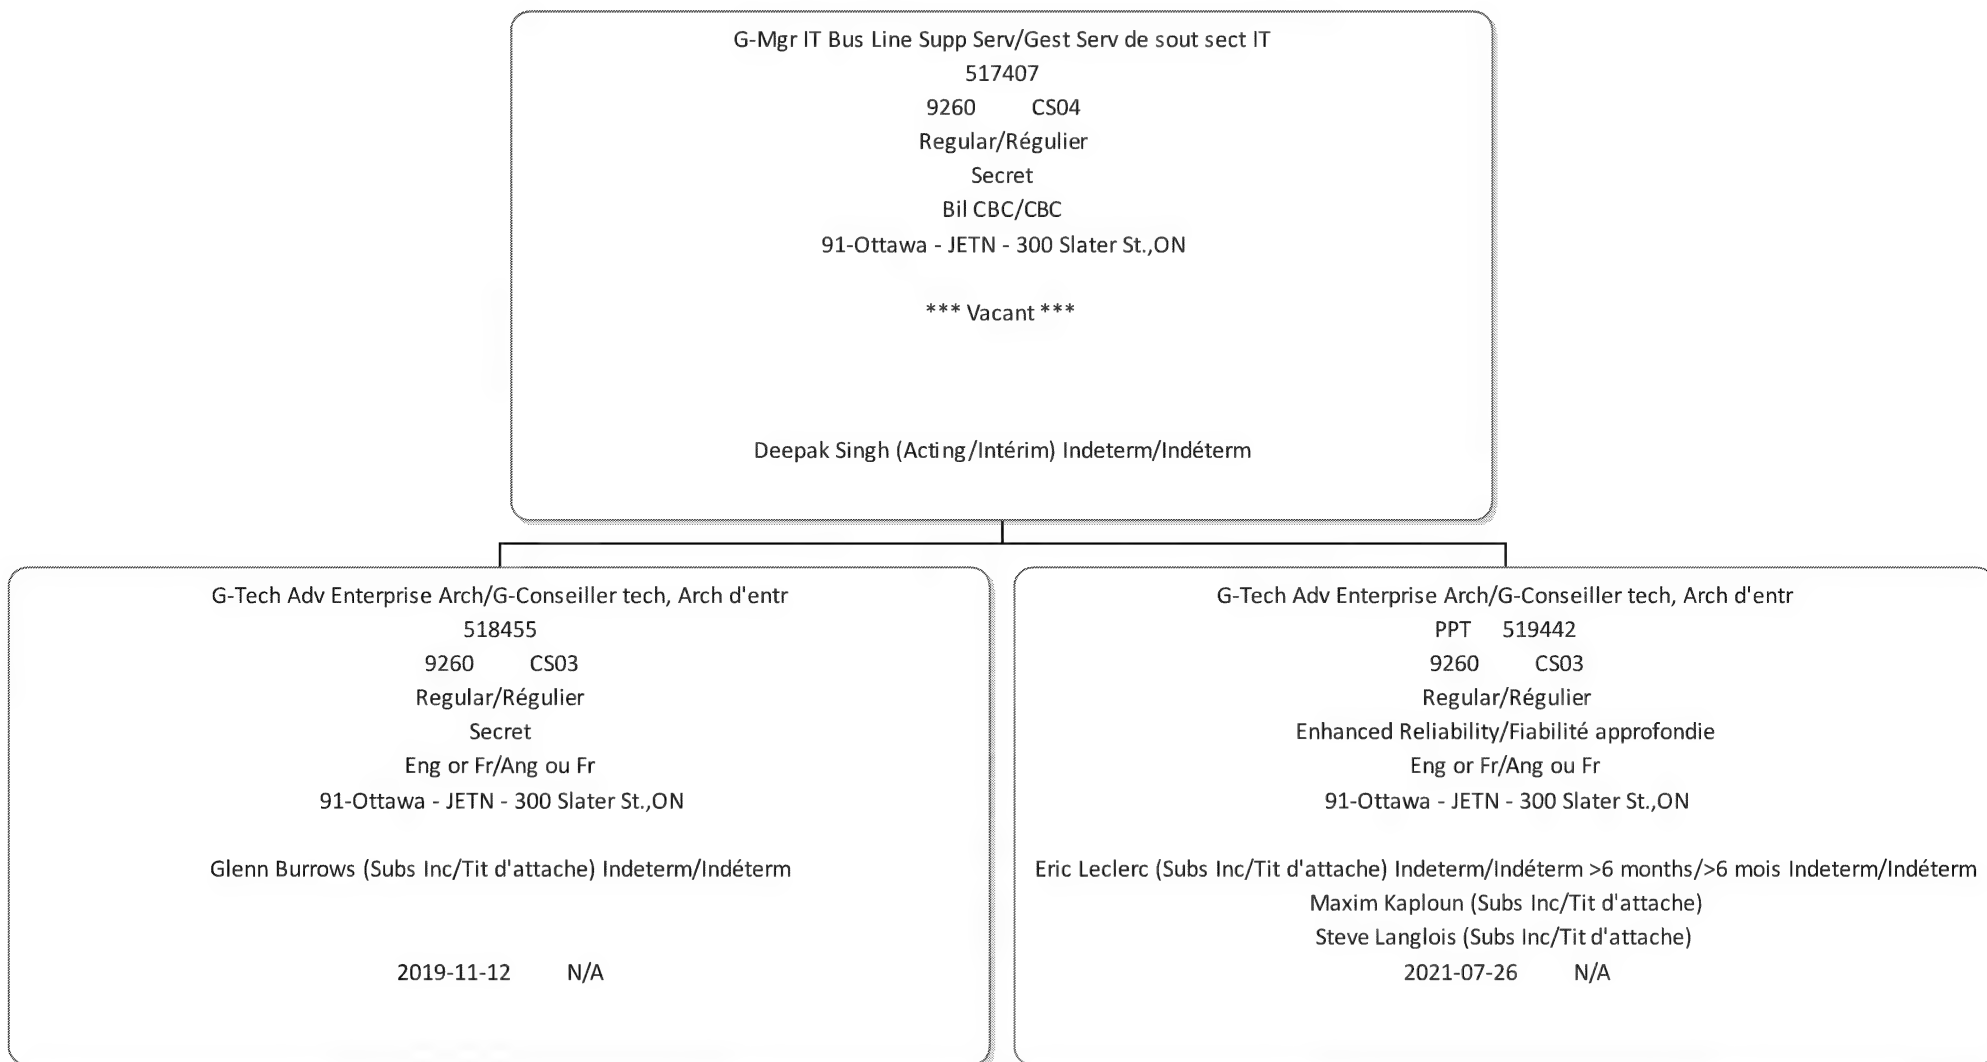 G-Mgr IT Bus Line Supp Serv/Gest Serv de sout sect IT
517407
9260 CS04
Regular/Régulier
Secret
Bil CBC/CBC
91-Ottawa - JETN - 300 Slater St.,ON
*** Vacant ***
Deepak Singh (Acting/Intérim) Indeterm/Indéterm
G-Tech Adv Enterprise Arch/G-Conseiller tech, Arch d'entr
518455
9260 CS03
Regular/Régulier
Secret
Eng or Fr/Ang ou Fr
91-Ottawa - JETN - 300 Slater St.,ON
Glenn Burrows (Subs Inc/Tit d'attache) Indeterm/Indéterm
2019-11-12 N/A
G-Tech Adv Enterprise Arch/G-Conseiller tech, Arch d'entr
PPT 519442
9260 CS03
Regular/Régulier
Enhanced Reliability/Fiabilité approfondie
Eng or Fr/Ang ou Fr
91-Ottawa - JETN - 300 Slater St.,ON
Eric Leclerc (Subs Inc/Tit d'attache) Indeterm/Indéterm >6 months/>6 mois Indeterm/Indéterm
Maxim Kaploun (Subs Inc/Tit d'attache)
Steve Langlois (Subs Inc/Tit d'attache)
2021-07-26 N/A